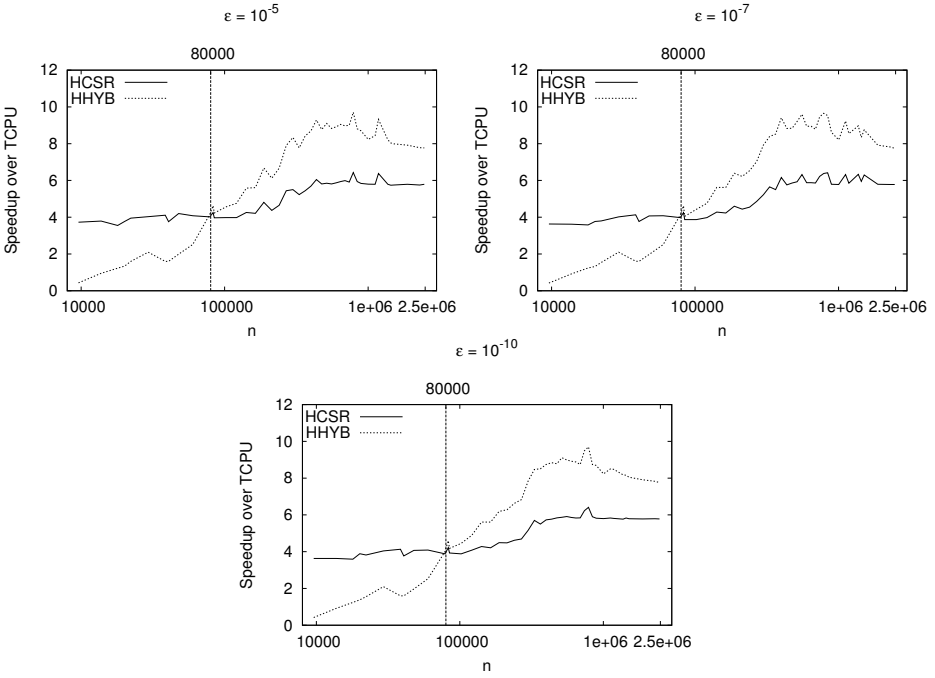 ε = 10-5
80000
Speedup over TCPU
12
10
8
6
4
2
0
HCSR
HHYB
10000 100000 1e+06 2.5e+06
n
ε = 10-7
80000
Speedup over TCPU
12
10
8
6
4
2
0
HCSR
HHYB
10000 100000 1e+06 2.5e+06
n
ε = 10-10
80000
Speedup over TCPU
12
10
8
6
4
2
0
HCSR
HHYB
10000 100000 1e+06 2.5e+06
n